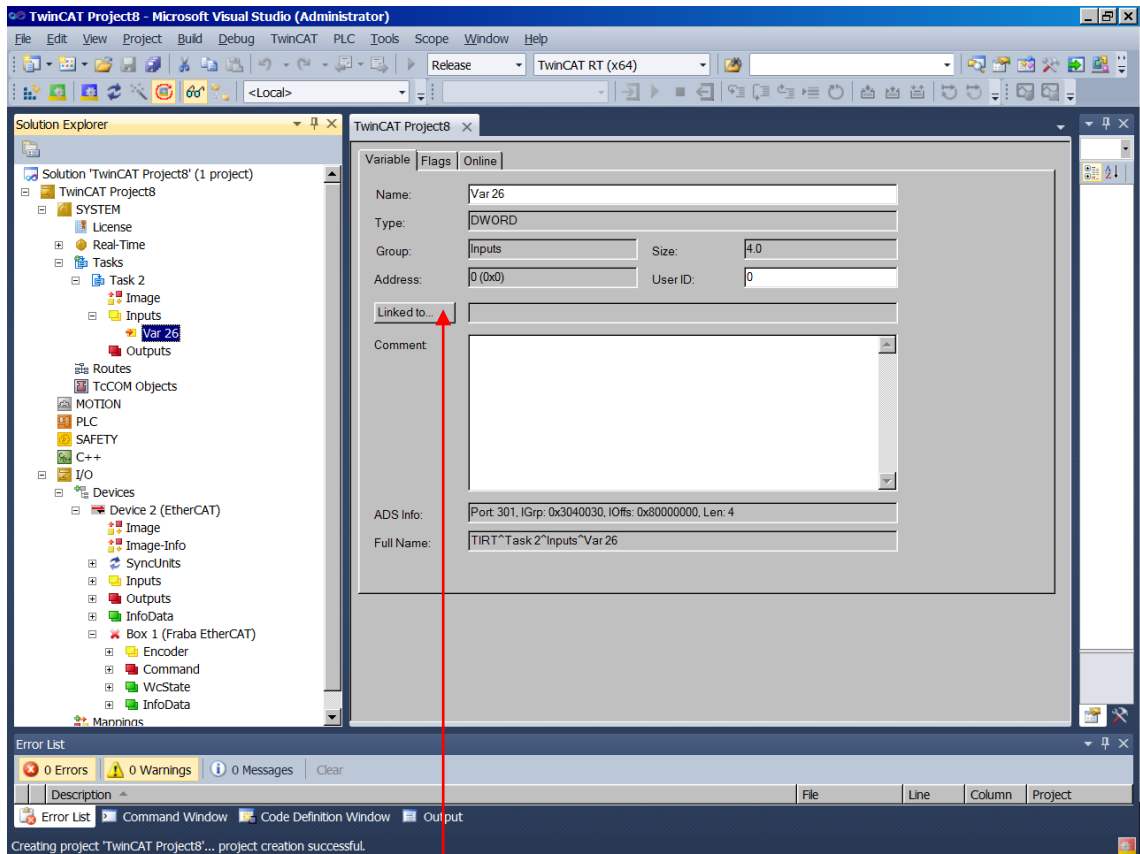 TwinCAT Project8 - Microsoft Visual Studio (Administrator)
File Edit View Project Build Debug TwinCAT PLC Tools Scope Window Help
Release TwinCAT RT (x64)
<Local>
Solution Explorer
TwinCAT Project8
Solution 'TwinCAT Project8' (1 project)
TwinCAT Project8
SYSTEM
License
Real-Time
Tasks
Task 2
Image
Inputs
Var 26
Outputs
Routes
TcCOM Objects
MOTION
PLC
SAFETY
C++
I/O
Devices
Device 2 (EtherCAT)
Image
Image-Info
SyncUnits
Inputs
Outputs
InfoData
Box 1 (Fraba EtherCAT)
Encoder
Command
WcState
InfoData
Mappings
Variable Flags Online
Name: Var 26
Type: DWORD
Group: Inputs Size: 4.0
Address: 0 (0x0) User ID: 0
Linked to...
Comment
ADS Info: Port: 301, IGrp: 0x3040030, IOffs: 0x80000000, Len: 4
Full Name: TIRT^Task 2^Inputs^Var 26
Error List
0 Errors 0 Warnings 0 Messages Clear
Description File Line Column Project
Error List Command Window Code Definition Window Output
Creating project 'TwinCAT Project8'... project creation successful.